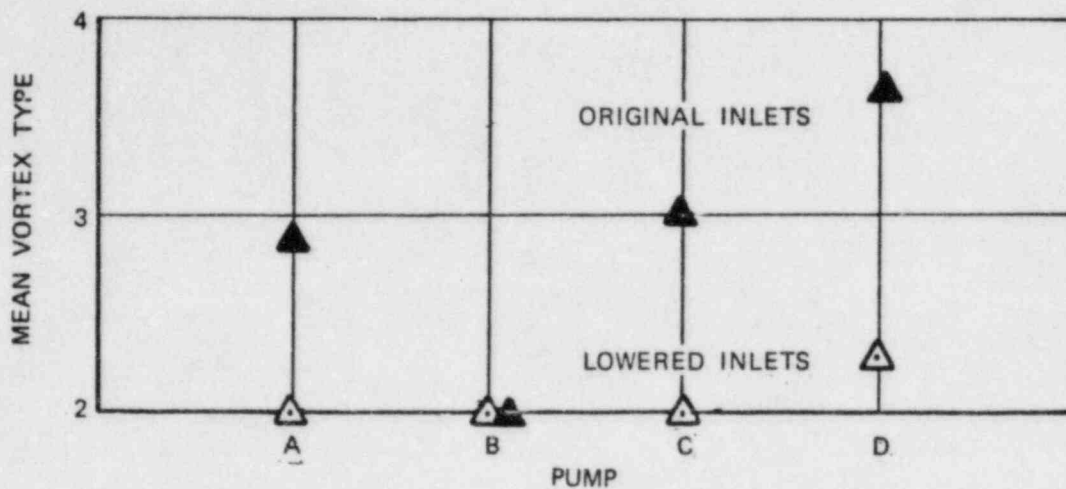 4
MEAN VORTEX TYPE
ORIGINAL INLETS
3
LOWERED INLETS
2
A B C D
PUMP